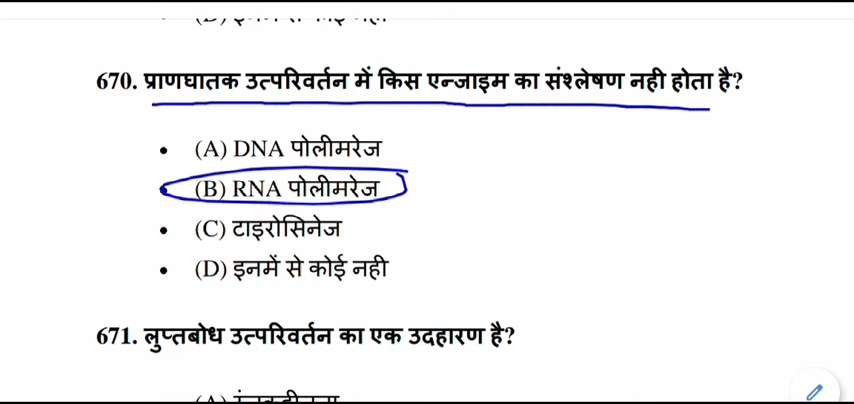 670. प्राणघातक उत्परिवर्तन में किस एन्जाइम का संश्लेषण नही होता है?
(A) DNA पोलीमरेज
(B) RNA पोलीमरेज
(C) टाइरोसिनेज
(D) इनमें से कोई नही
671. लुप्तबोध उत्परिवर्तन का एक उदहारण है?